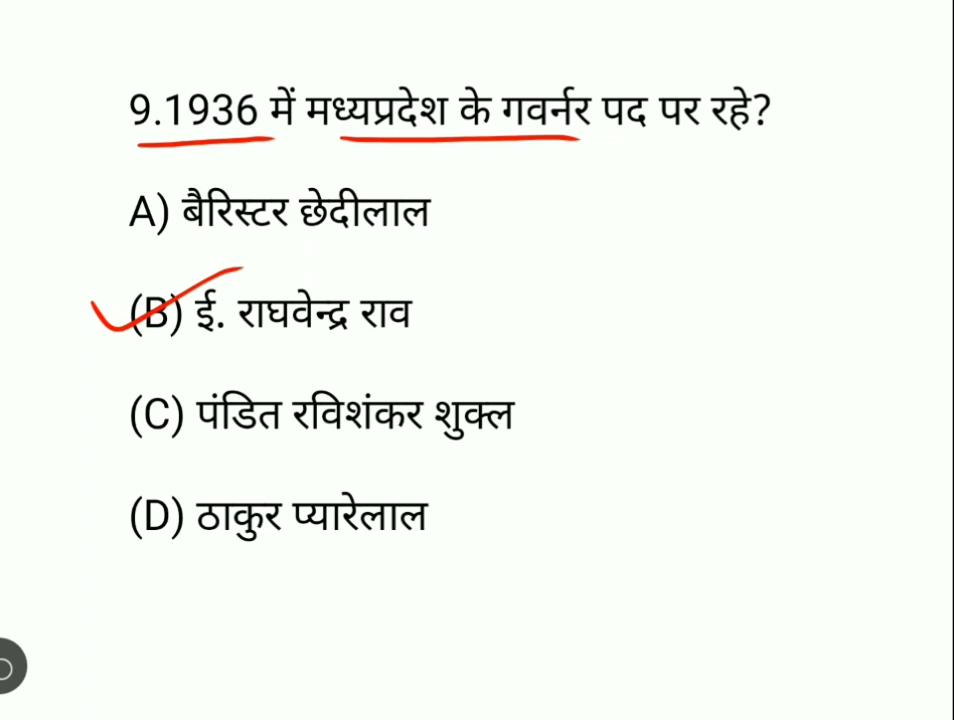 9.1936 में मध्यप्रदेश के गवर्नर पद पर रहे?
A) बैरिस्टर छेदीलाल
(B) ई. राघवेन्द्र राव
(C) पंडित रविशंकर शुक्ल
(D) ठाकुर प्यारेलाल